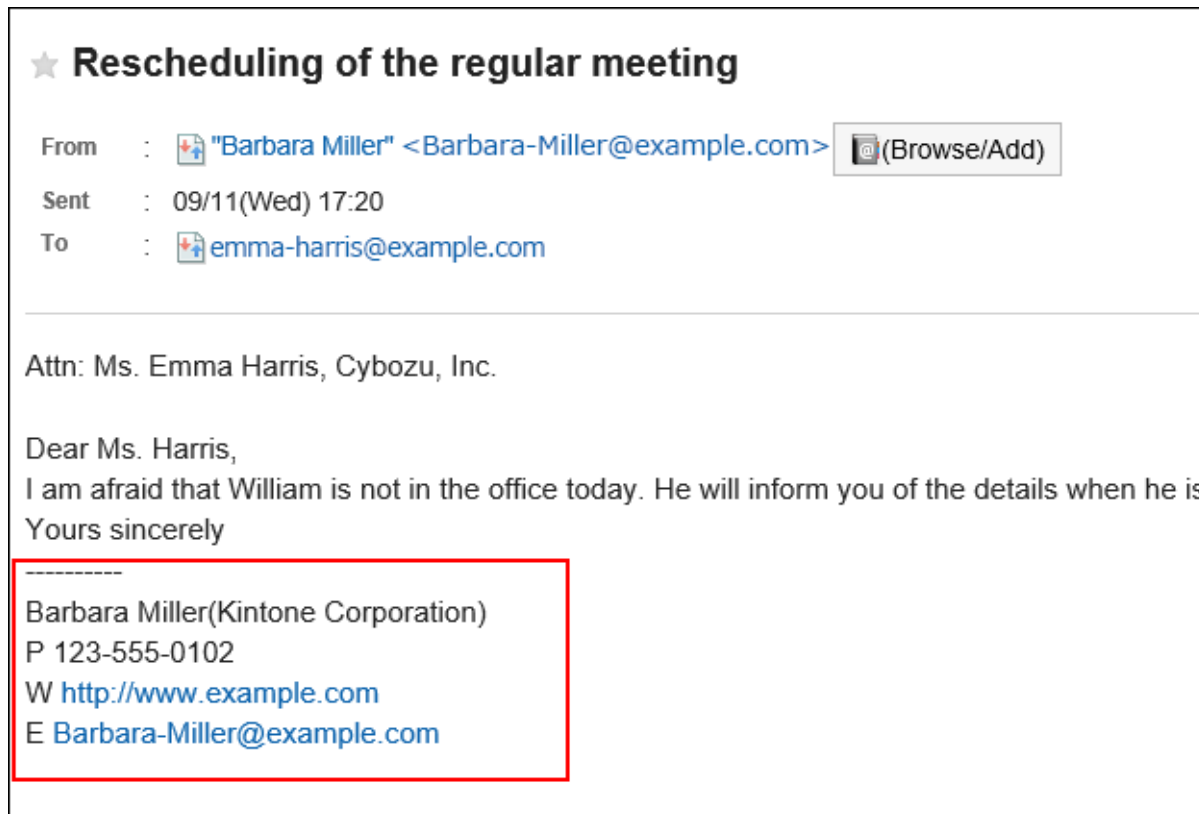 Rescheduling of the regular meeting
From : "Barbara Miller" <Barbara-Miller@example.com> (Browse/Add)
Sent : 09/11(Wed) 17:20
To : emma-harris@example.com
Attn: Ms. Emma Harris, Cybozu, Inc.
Dear Ms. Harris,
I am afraid that William is not in the office today. He will inform you of the details when he is
Yours sincerely
----------
Barbara Miller(Kintone Corporation)
P 123-555-0102
W http://www.example.com
E Barbara-Miller@example.com